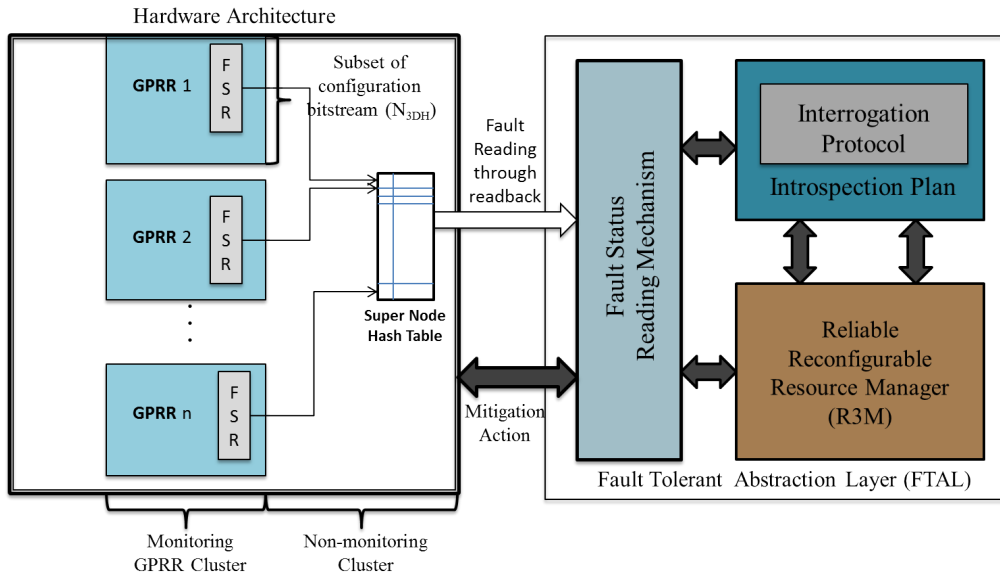 Hardware Architecture
GPRR 1
F
S
R
Subset of
configuration
bitstream (N3DH)
GPRR 2
F
S
R
GPRR n
F
S
R
Super Node
Hash Table
Monitoring
GPRR Cluster
Non-monitoring
Cluster
Fault
Reading
through
readback
Mitigation
Action
Fault Status
Reading Mechanism
Interrogation
Protocol
Introspection Plan
Reliable
Reconfigurable
Resource Manager
(R3M)
Fault Tolerant Abstraction Layer (FTAL)